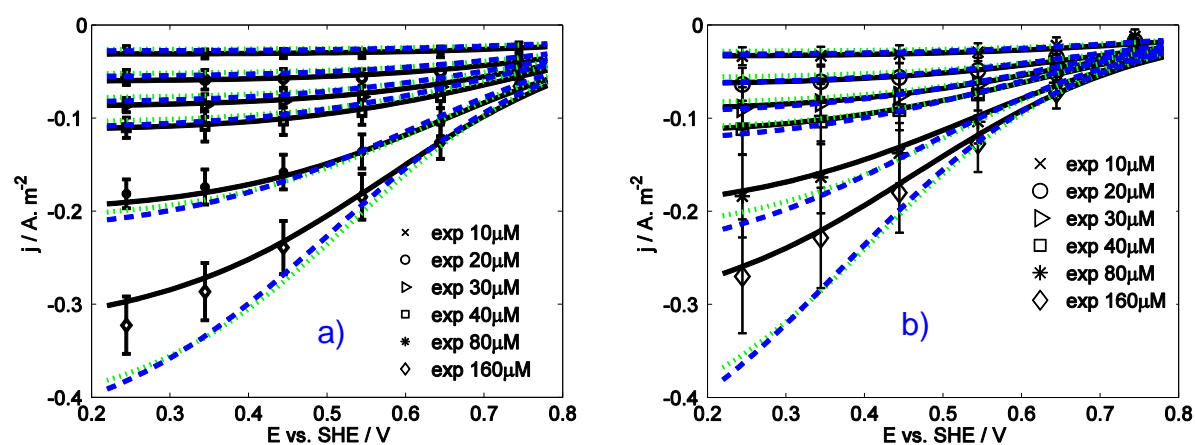 0
-0.1
-0.2
-0.3
-0.4
j / A. m-2
0.2 0.3 0.4 0.5 0.6 0.7 0.8
E vs. SHE / V
exp 10μM
exp 20μM
exp 30μM
exp 40μM
exp 80μM
exp 160μM
a)
0
-0.1
-0.2
-0.3
-0.4
j / A. m-2
0.2 0.3 0.4 0.5 0.6 0.7 0.8
E vs. SHE / V
exp 10μM
exp 20μM
exp 30μM
exp 40μM
exp 80μM
exp 160μM
b)